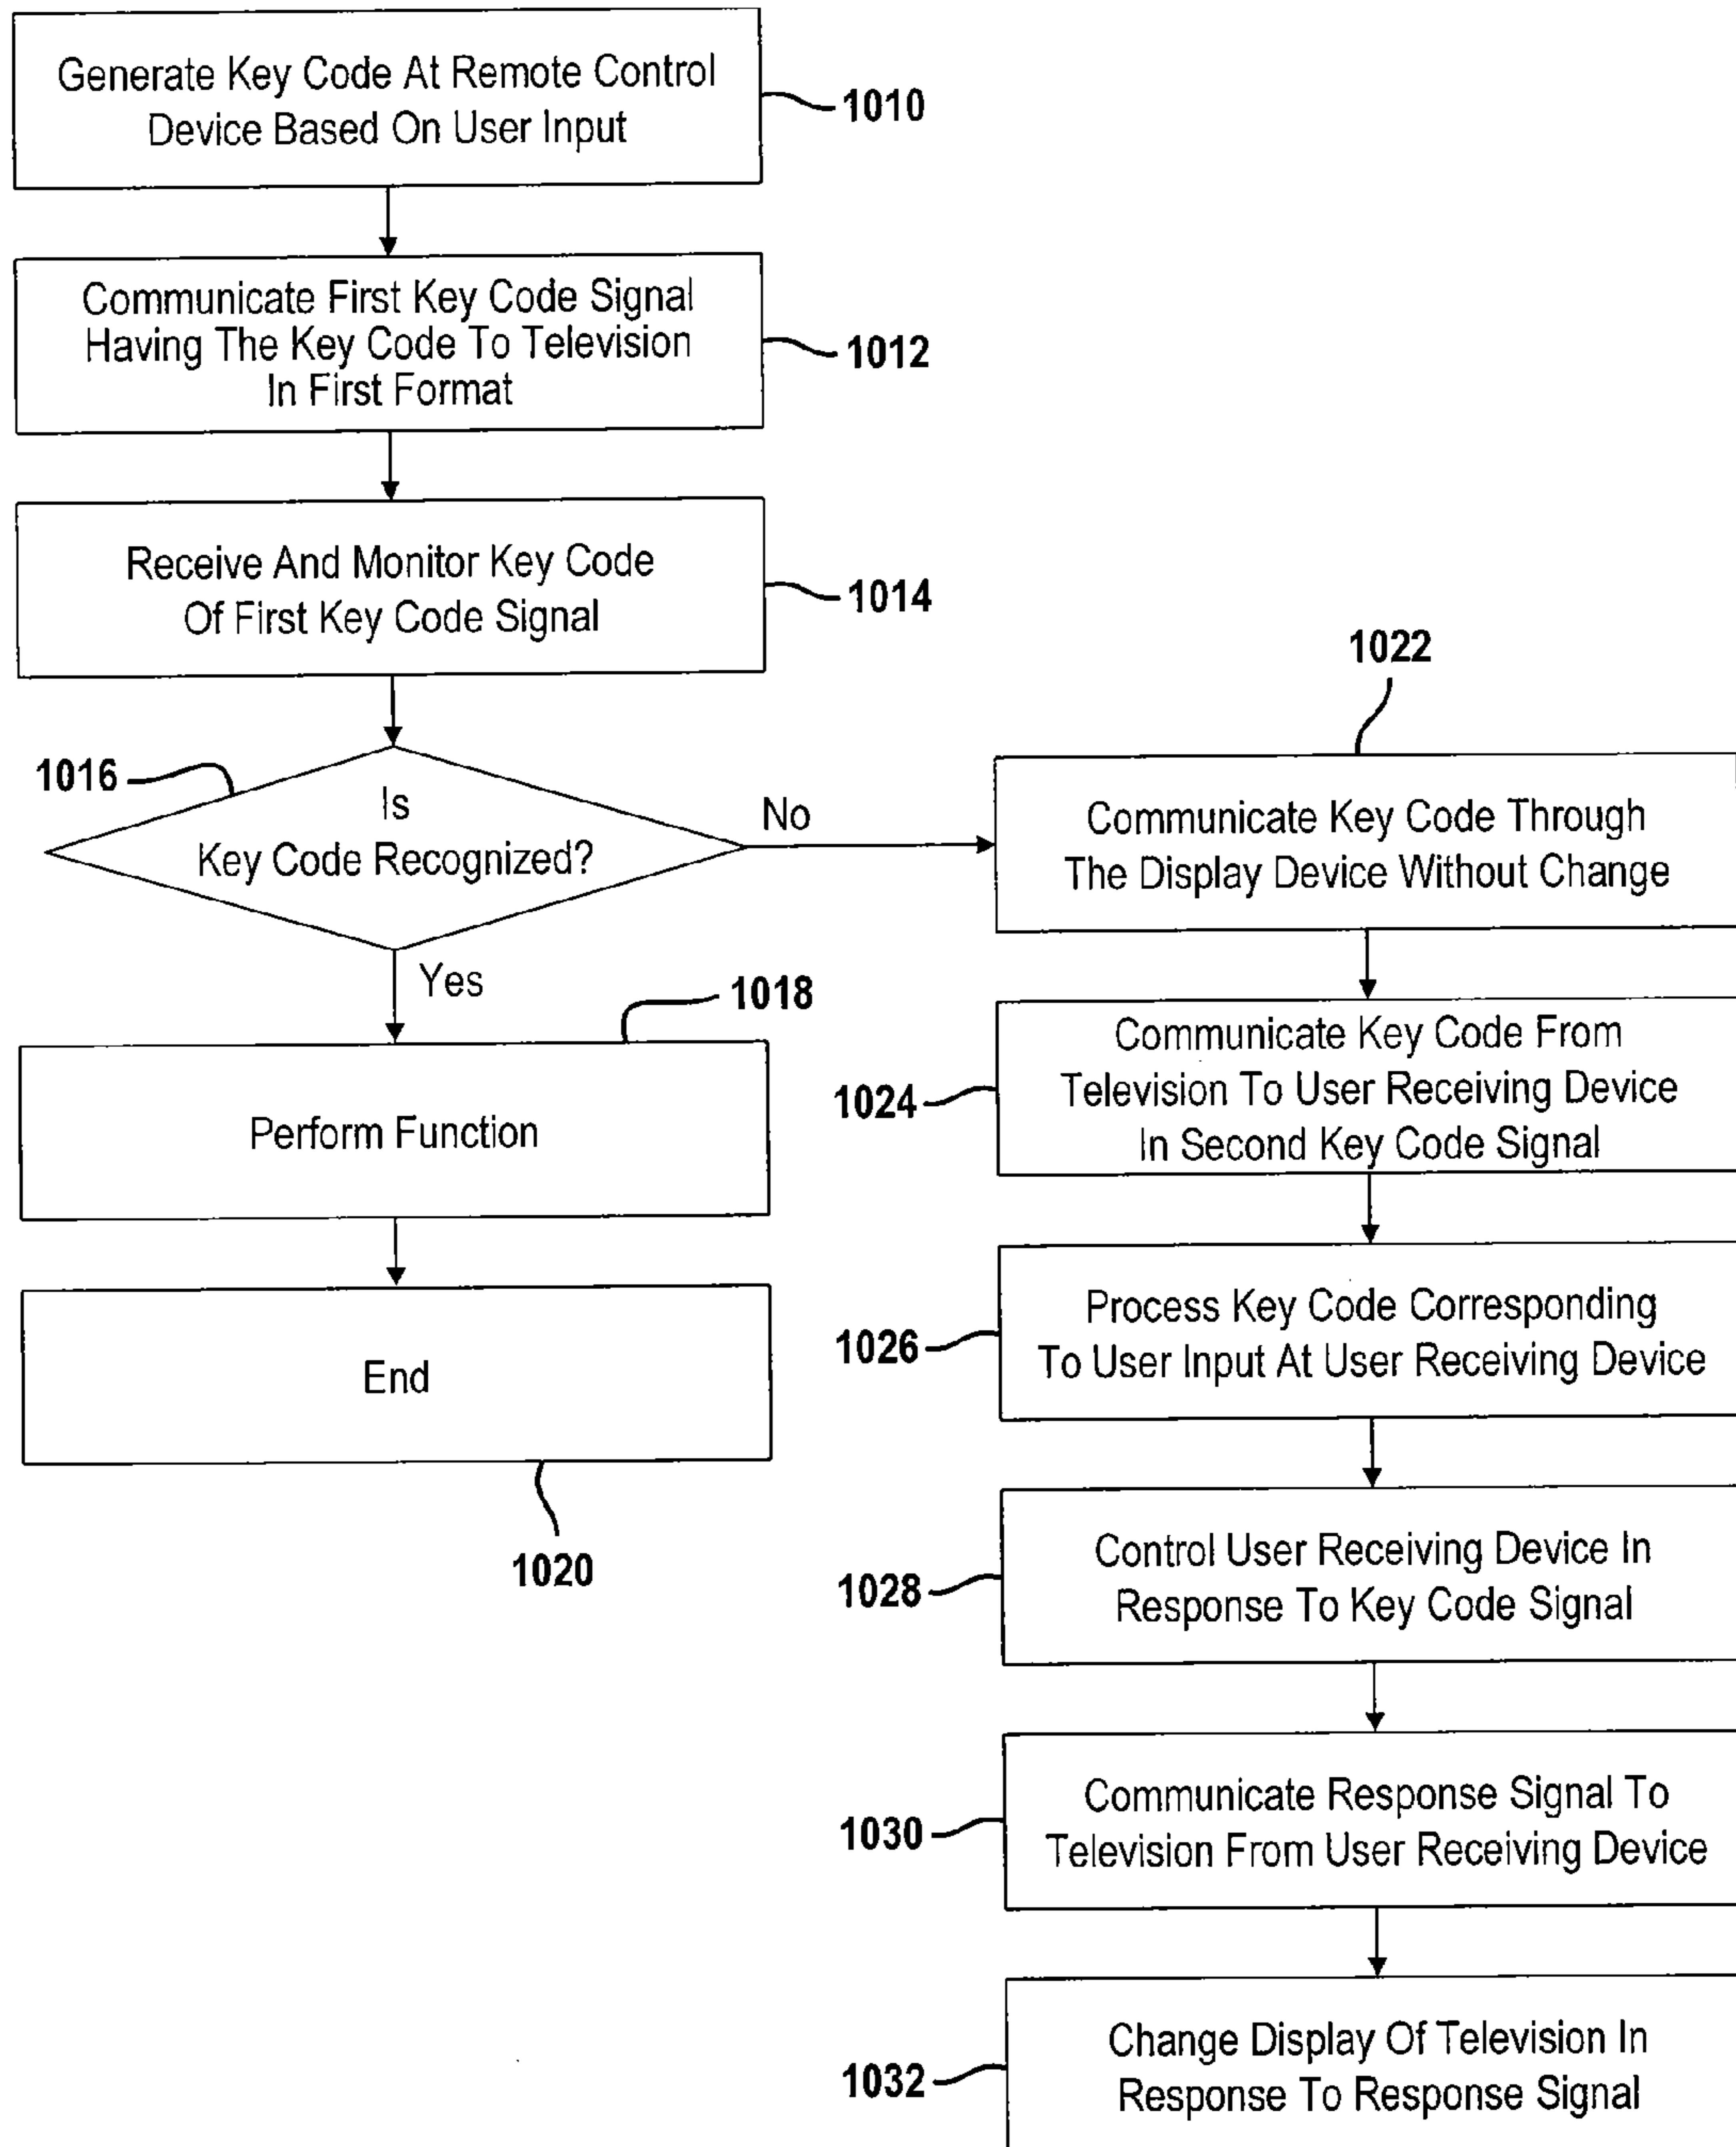 Generate Key Code At Remote Control
Device Based On User Input
1010
Communicate First Key Code Signal
Having The Key Code To Television
In First Format
1012
Receive And Monitor Key Code
Of First Key Code Signal
1014
1016
Is
Key Code Recognized?
No
Yes
1018
Perform Function
End
1020
1022
Communicate Key Code Through
The Display Device Without Change
Communicate Key Code From
Television To User Receiving Device
In Second Key Code Signal
1024
Process Key Code Corresponding
To User Input At User Receiving Device
1026
Control User Receiving Device In
Response To Key Code Signal
1028
Communicate Response Signal To
Television From User Receiving Device
1030
Change Display Of Television In
Response To Response Signal
1032